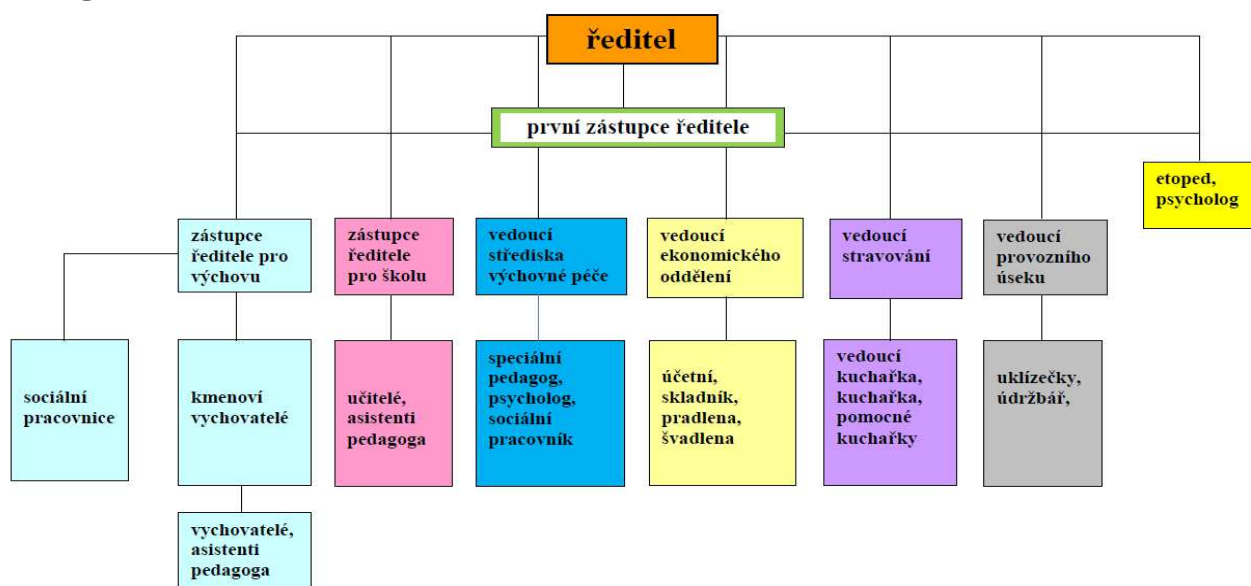 ředitel
první zástupce ředitele
etoped,
psycholog
zástupce
ředitele pro
výchovu
zástupce
ředitele
pro školu
vedoucí
střediska
výchovné péče
vedoucí
ekonomického
oddělení
vedoucí
stravování
vedoucí
provozního
úseku
sociální
pracovnice
kmenoví
vychovatelé
učitelé,
asistenti
pedagoga
speciální
pedagog,
psycholog,
sociální
pracovník
účetní,
skladník,
pradlena,
švadlena
vedoucí
kuchařka,
kuchařka,
pomocné
kuchařky
uklízečky,
údržbář,
vychovatelé,
asistenti
pedagoga